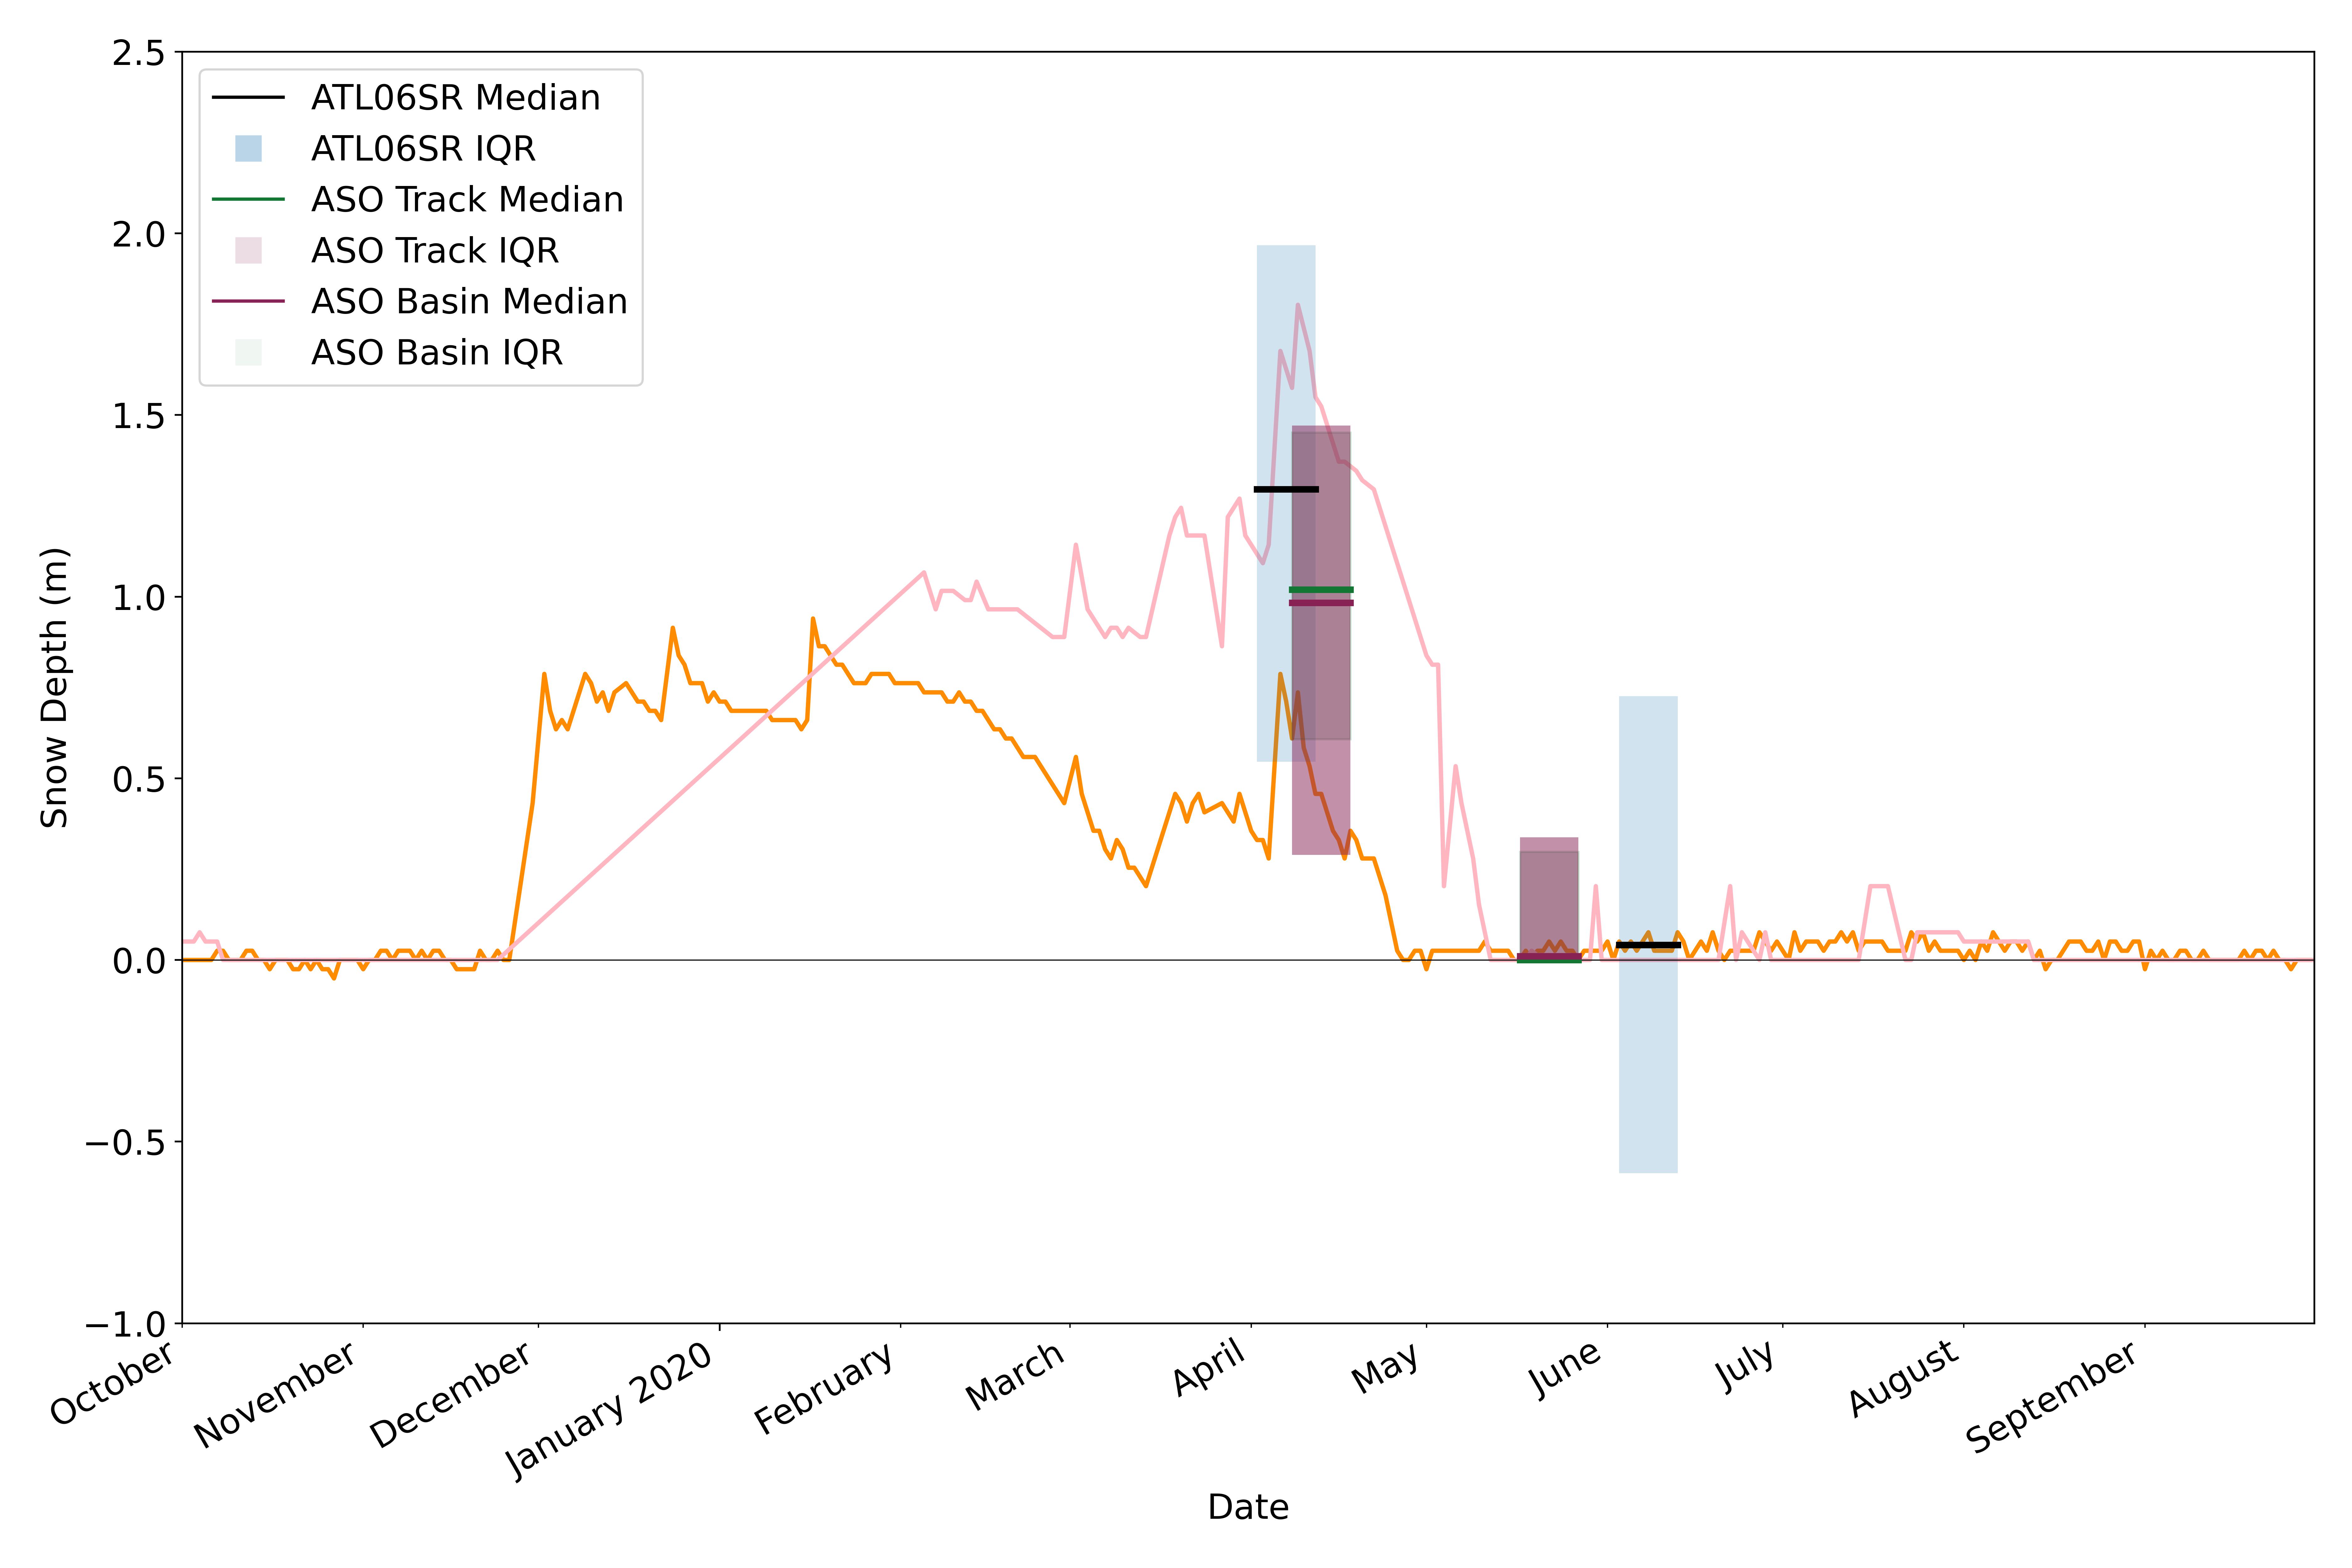 2.5
2.0
1.5
1.0
0.5
0.0
−0.5
−1.0
Snow Depth (m)
ATL06SR Median
ATL06SR IQR
ASO Track Median
ASO Track IQR
ASO Basin Median
ASO Basin IQR
October
November
December
January 2020
February
March
April
May
June
July
August
September
Date